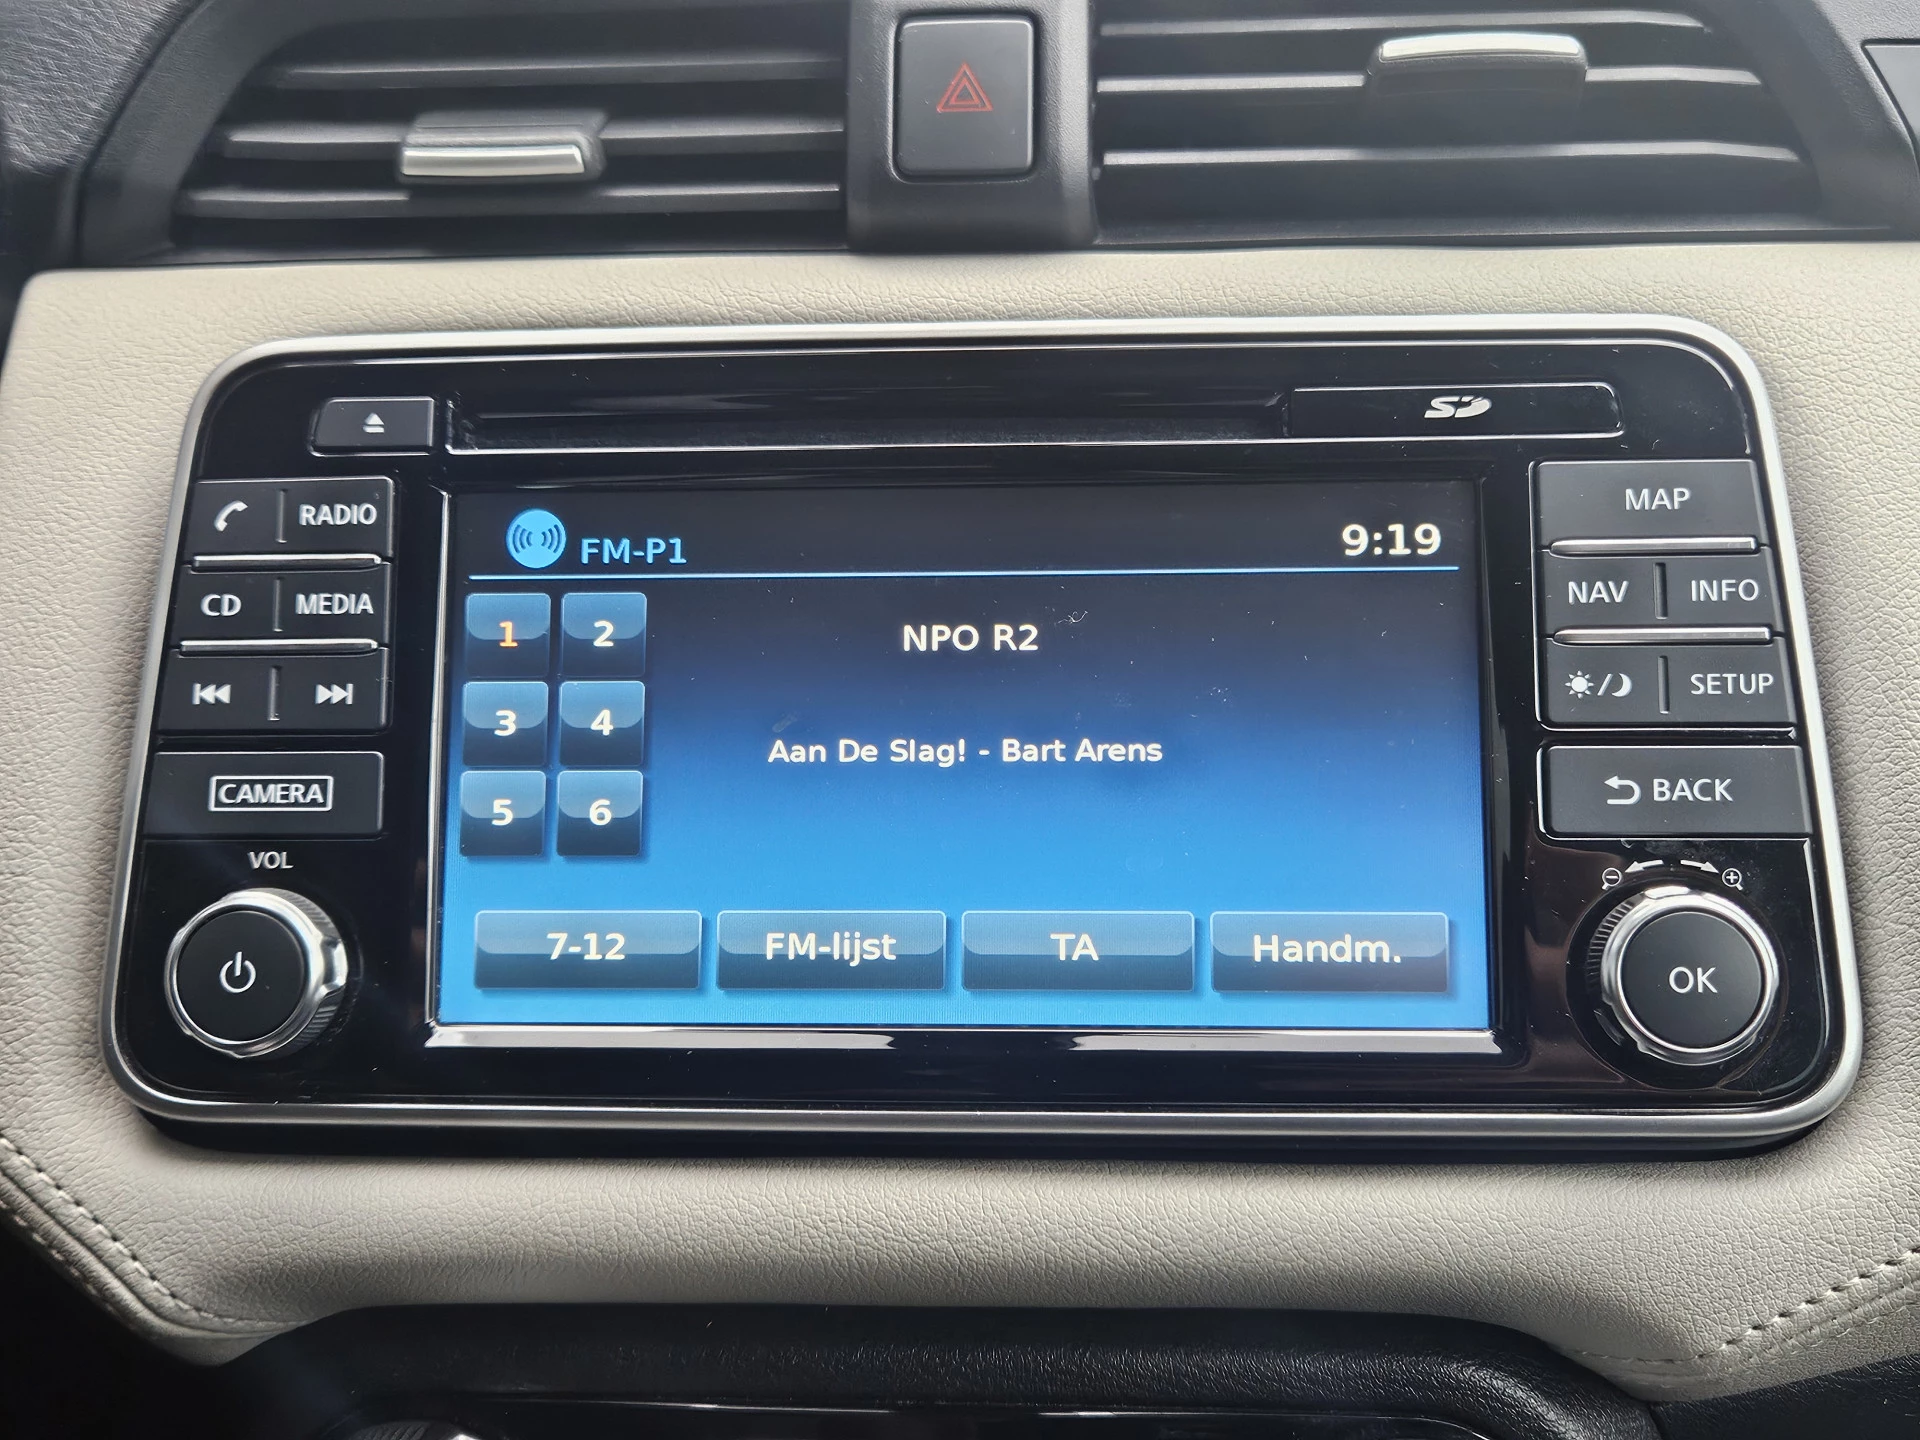 SD
RADIO
CD MEDIA
CAMERA
VOL
FM-P1 9:19
1 2
3 4
5 6
NPO R2
Aan De Slag! - Bart Arens
7-12 FM-lijst TA Handm.
MAP
NAV INFO
SETUP
BACK
OK